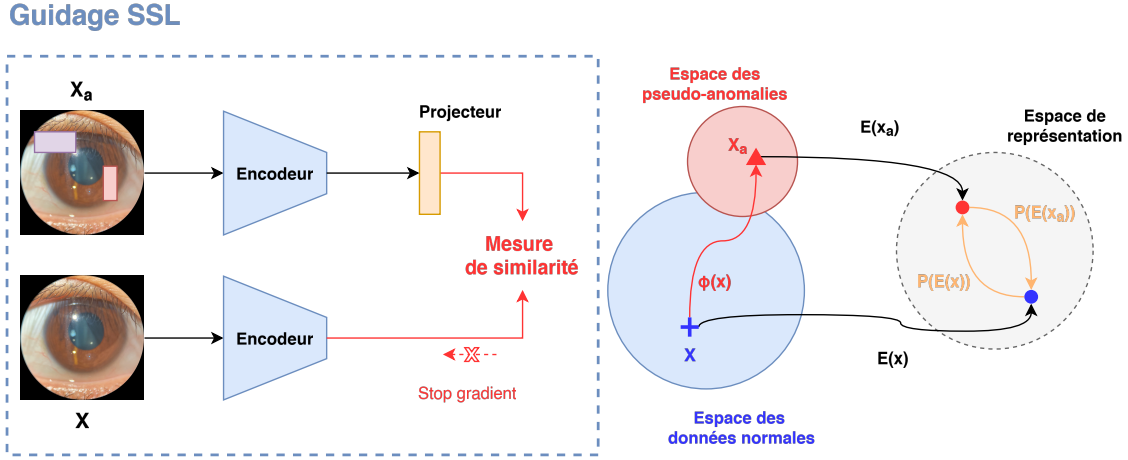 Guidage SSL
Xa
Encodeur
Projecteur
Mesure
de similarité
X
Encodeur
X
Stop gradient
Espace des
pseudo-anomalies
Xa
E(xa)
Espace de
représentation
P(E(xa))
P(E(x))
ϕ(x)
X
E(x)
Espace des
données normales